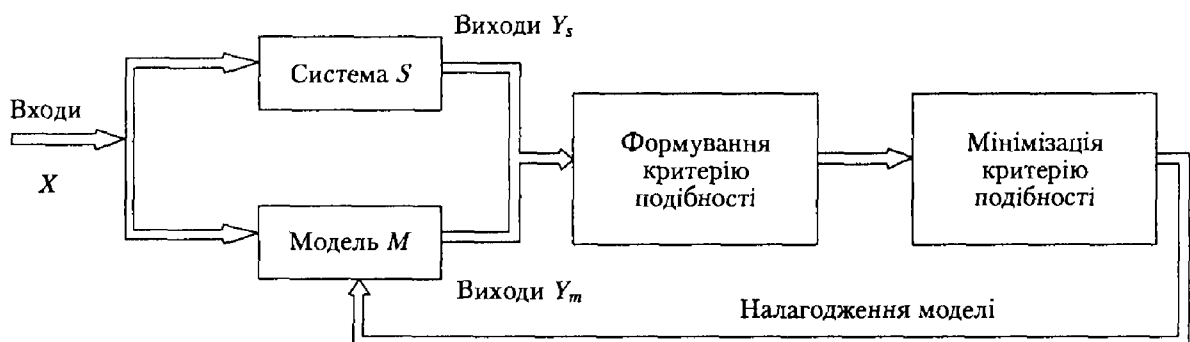 Виходи Ys
Система S
Входи
X
Формування
критерію
подібності
Мінімізація
критерію
подібності
Модель M
Виходи Ym
Налагодження моделі